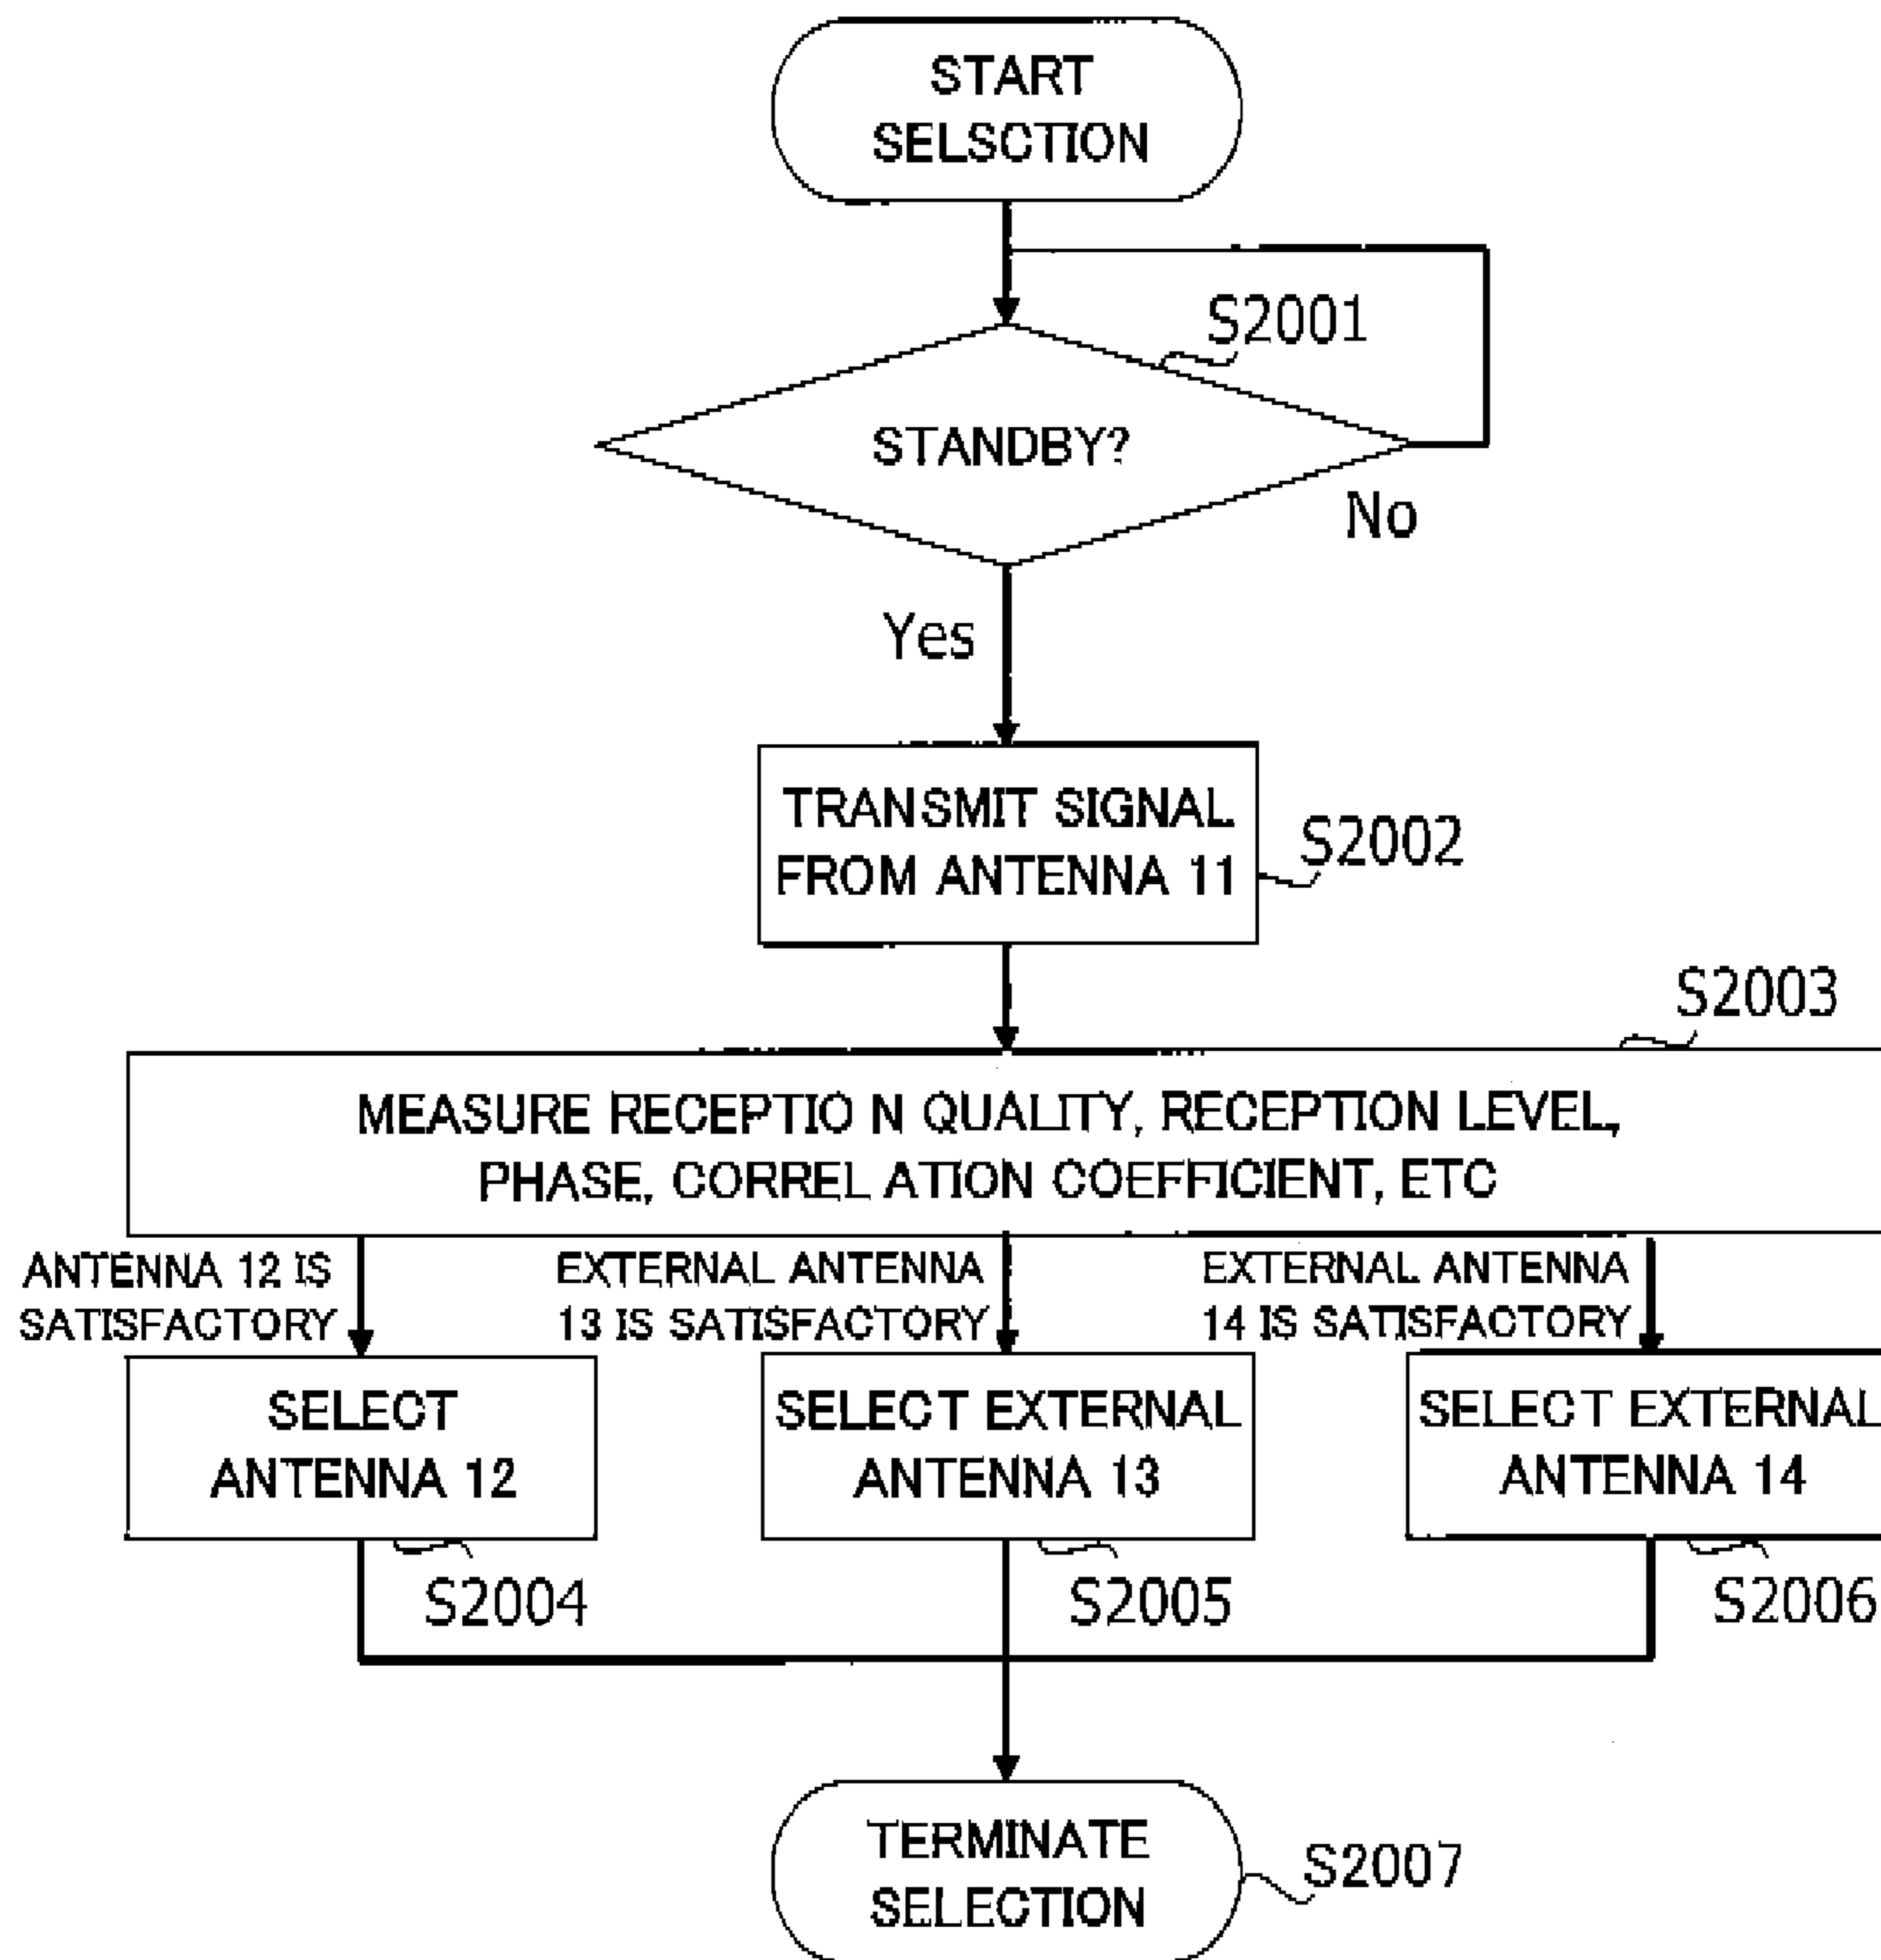 START
SELSCTION
S2001
STANDBY?
No
Yes
TRANSMIT SIGNAL
FROM ANTENNA 11
S2002
S2003
MEASURE RECEPTIO N QUALITY, RECEPTION LEVEL,
PHASE, CORREL ATION COEFFICIENT, ETC
ANTENNA 12 IS
SATISFACTORY
EXTERNAL ANTENNA
13 IS SATISFACTORY
EXTERNAL ANTENNA
14 IS SATISFACTORY
SELECT
ANTENNA 12
SELECT EXTERNAL
ANTENNA 13
SELECT EXTERNAL
ANTENNA 14
S2004
S2005
S2006
TERMINATE
SELECTION
S2007